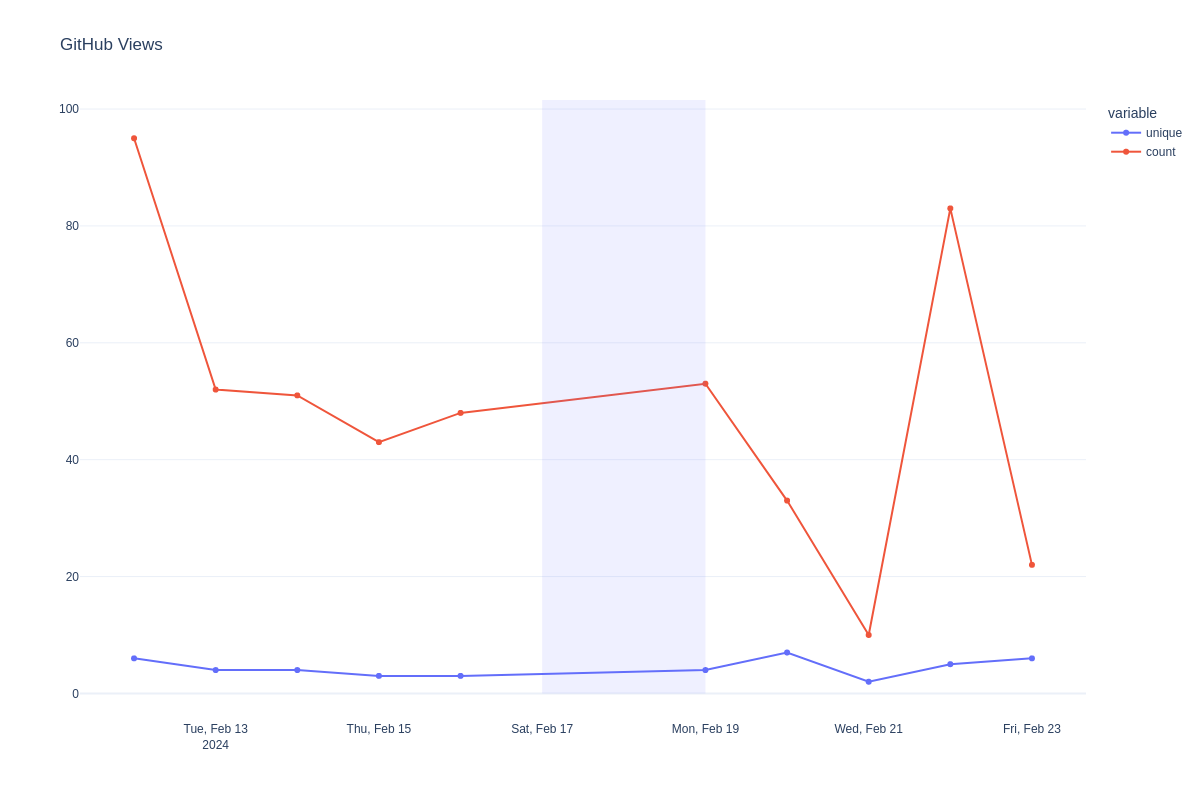 GitHub Views
100
80
60
40
20
0
Tue, Feb 13
2024
Thu, Feb 15
Sat, Feb 17
Mon, Feb 19
Wed, Feb 21
Fri, Feb 23
variable
unique
count